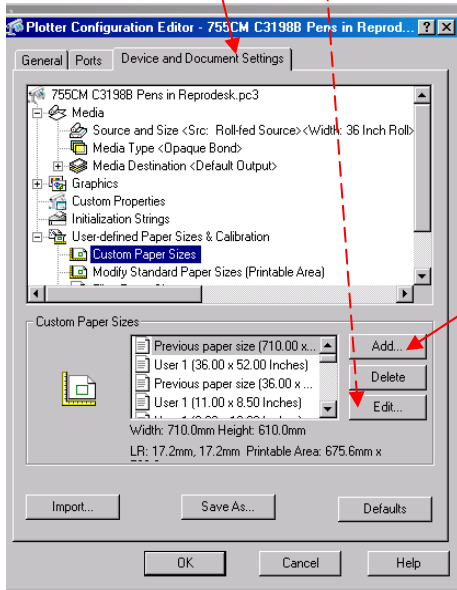 Plotter Configuration Editor - 755CM C3198B Pens in Reprod... ? X
General Ports Device and Document Settings
755CM C3198B Pens in Reprodesk.pc3
Media
Source and Size <Src: Roll-fed Source><Width: 36 Inch Roll>
Media Type <Opaque Bond>
Media Destination <Default Output>
Graphics
Custom Properties
Initialization Strings
User-defined Paper Sizes & Calibration
Custom Paper Sizes
Modify Standard Paper Sizes (Printable Area)
Custom Paper Sizes
Previous paper size (710.00 x... Add...
User 1 (36.00 x 52.00 Inches)
Previous paper size (36.00 x ... Delete
User 1 (11.00 x 8.50 Inches) Edit...
Width: 710.0mm Height: 610.0mm
LR: 17.2mm, 17.2mm Printable Area: 675.6mm x
Import... Save As... Defaults
OK Cancel Help